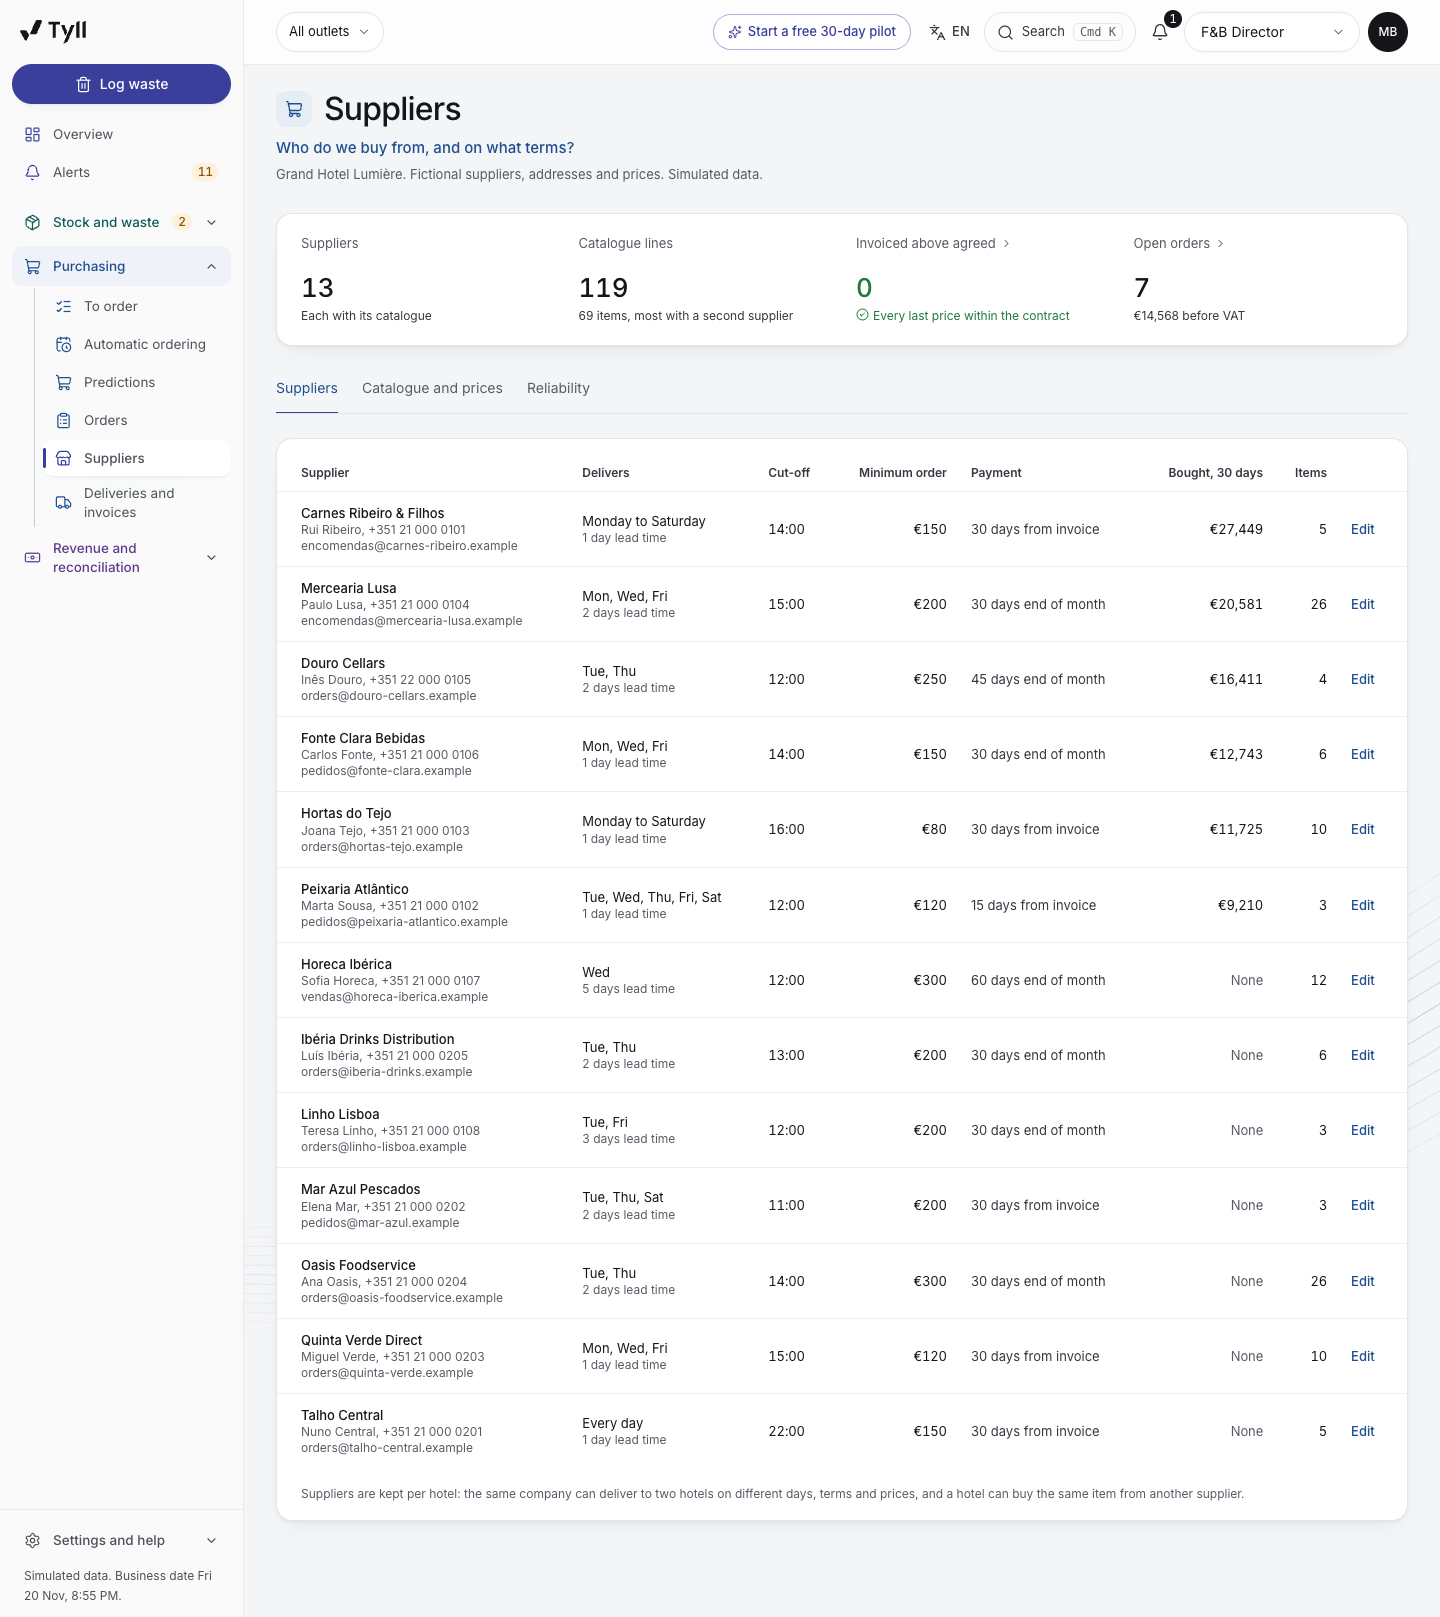 Tyll
Log waste
Overview
Alerts 11
Stock and waste 2
Purchasing
To order
Automatic ordering
Predictions
Orders
Suppliers
Deliveries and
invoices
Revenue and
reconciliation
Settings and help
Simulated data. Business date Fri
20 Nov, 8:55 PM.
All outlets
Start a free 30-day pilot
EN
Search Cmd K
1
F&B Director
MB
Suppliers
Who do we buy from, and on what terms?
Grand Hotel Lumière. Fictional suppliers, addresses and prices. Simulated data.
Suppliers
13
Each with its catalogue
Catalogue lines
119
69 items, most with a second supplier
Invoiced above agreed
0
Every last price within the contract
Open orders
7
€14,568 before VAT
Suppliers Catalogue and prices Reliability
Supplier Delivers Cut-off Minimum order Payment Bought, 30 days Items
Carnes Ribeiro & Filhos
Rui Ribeiro, +351 21 000 0101
encomendas@carnes-ribeiro.example
Monday to Saturday
1 day lead time
14:00 €150 30 days from invoice €27,449 5 Edit
Mercearia Lusa
Paulo Lusa, +351 21 000 0104
encomendas@mercearia-lusa.example
Mon, Wed, Fri
2 days lead time
15:00 €200 30 days end of month €20,581 26 Edit
Douro Cellars
Inês Douro, +351 22 000 0105
orders@douro-cellars.example
Tue, Thu
2 days lead time
12:00 €250 45 days end of month €16,411 4 Edit
Fonte Clara Bebidas
Carlos Fonte, +351 21 000 0106
pedidos@fonte-clara.example
Mon, Wed, Fri
1 day lead time
14:00 €150 30 days end of month €12,743 6 Edit
Hortas do Tejo
Joana Tejo, +351 21 000 0103
orders@hortas-tejo.example
Monday to Saturday
1 day lead time
16:00 €80 30 days from invoice €11,725 10 Edit
Peixaria Atlântico
Marta Sousa, +351 21 000 0102
pedidos@peixaria-atlantico.example
Tue, Wed, Thu, Fri, Sat
1 day lead time
12:00 €120 15 days from invoice €9,210 3 Edit
Horeca Ibérica
Sofia Horeca, +351 21 000 0107
vendas@horeca-iberica.example
Wed
5 days lead time
12:00 €300 60 days end of month None 12 Edit
Ibéria Drinks Distribution
Luís Ibéria, +351 21 000 0205
orders@iberia-drinks.example
Tue, Thu
2 days lead time
13:00 €200 30 days end of month None 6 Edit
Linho Lisboa
Teresa Linho, +351 21 000 0108
orders@linho-lisboa.example
Tue, Fri
3 days lead time
12:00 €200 30 days end of month None 3 Edit
Mar Azul Pescados
Elena Mar, +351 21 000 0202
pedidos@mar-azul.example
Tue, Thu, Sat
2 days lead time
11:00 €200 30 days from invoice None 3 Edit
Oasis Foodservice
Ana Oasis, +351 21 000 0204
orders@oasis-foodservice.example
Tue, Thu
2 days lead time
14:00 €300 30 days end of month None 26 Edit
Quinta Verde Direct
Miguel Verde, +351 21 000 0203
orders@quinta-verde.example
Mon, Wed, Fri
1 day lead time
15:00 €120 30 days from invoice None 10 Edit
Talho Central
Nuno Central, +351 21 000 0201
orders@talho-central.example
Every day
1 day lead time
22:00 €150 30 days from invoice None 5 Edit
Suppliers are kept per hotel: the same company can deliver to two hotels on different days, terms and prices, and a hotel can buy the same item from another supplier.